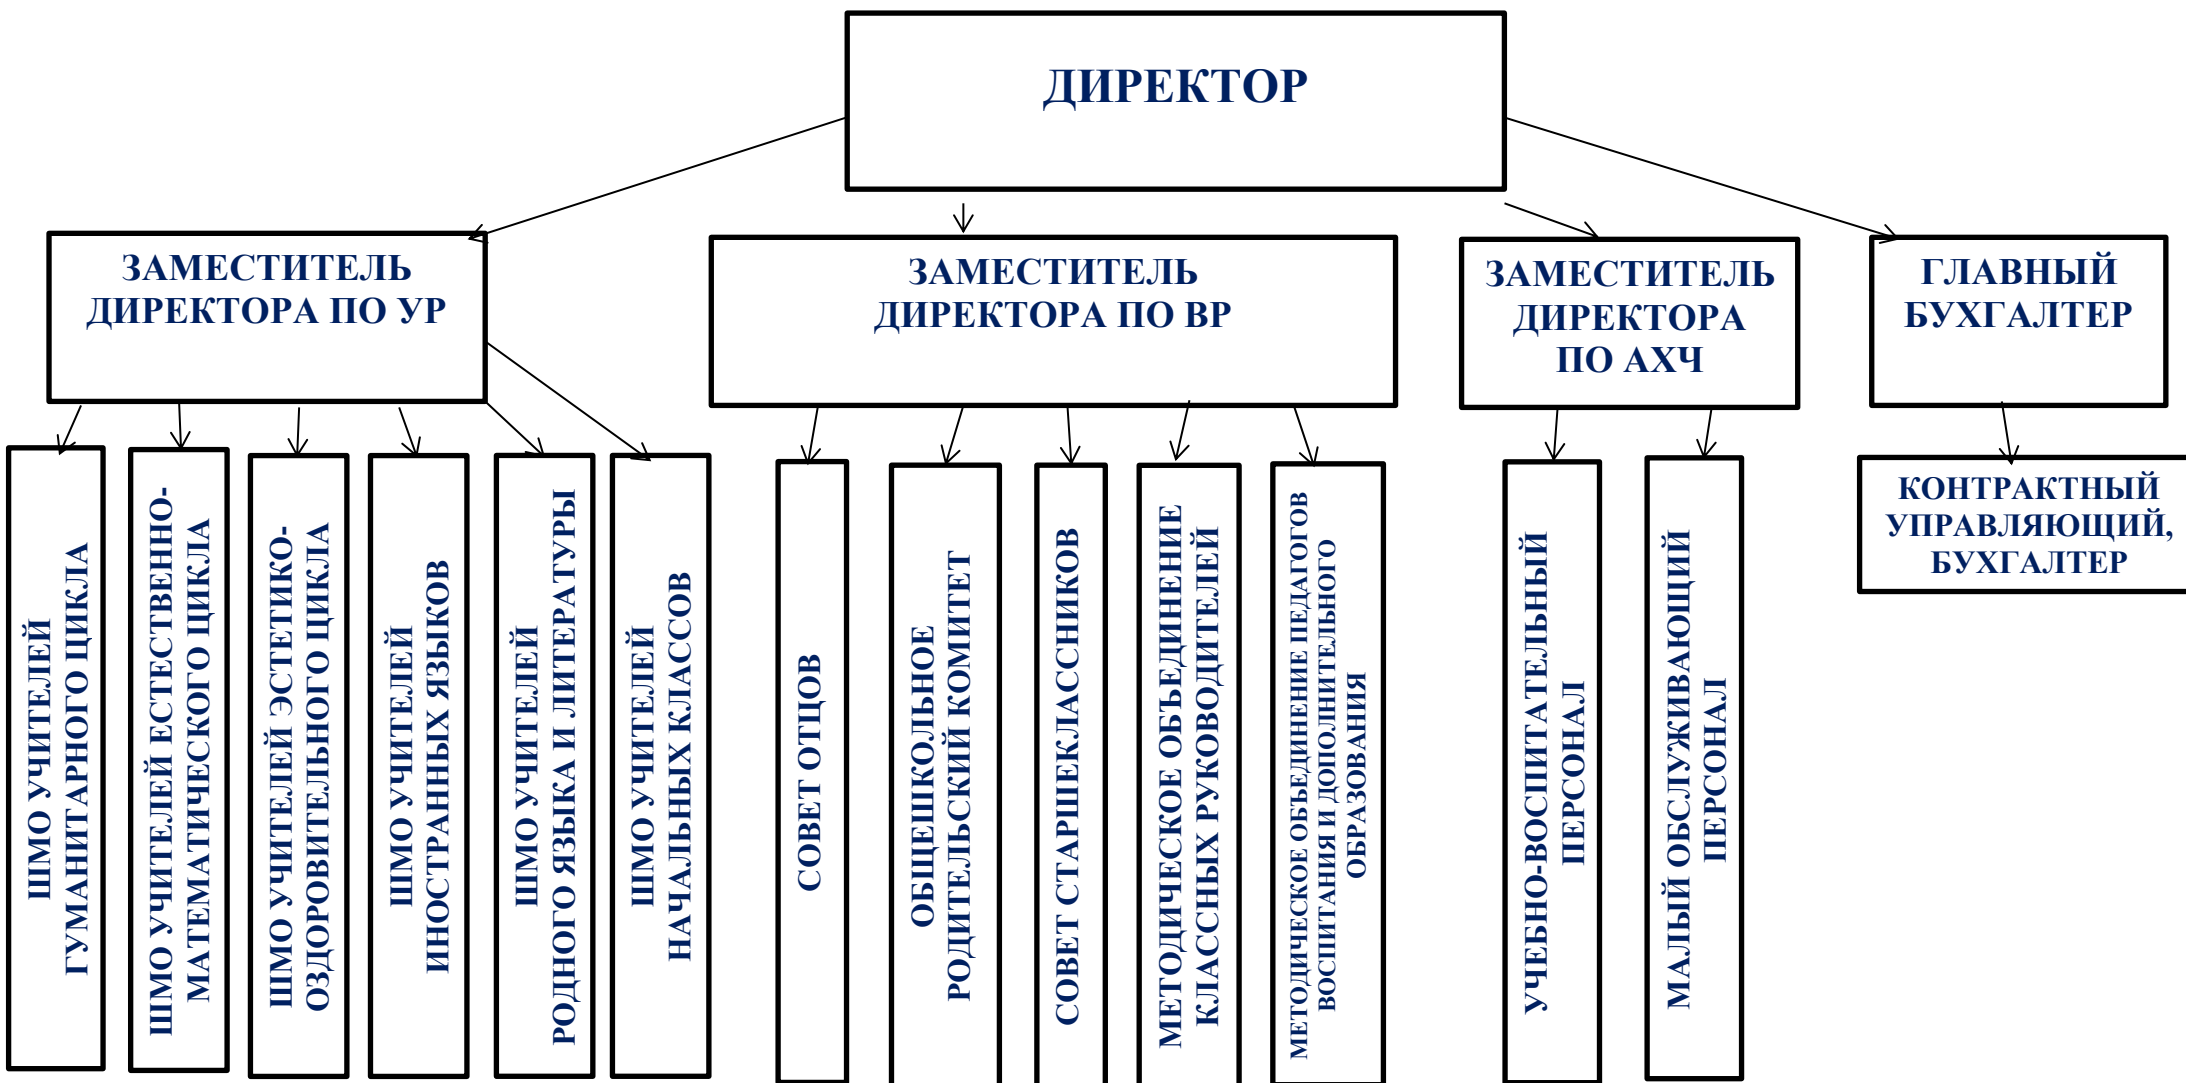 ДИРЕКТОР
ЗАМЕСТИТЕЛЬ
ДИРЕКТОРА ПО УР
ЗАМЕСТИТЕЛЬ
ДИРЕКТОРА ПО ВР
ЗАМЕСТИТЕЛЬ
ДИРЕКТОРА
ПО АХЧ
ГЛАВНЫЙ
БУХГАЛТЕР
ШМО УЧИТЕЛЕЙ
ГУМАНИТАРНОГО ЦИКЛА
ШМО УЧИТЕЛЕЙ ЕСТЕСТВЕННО-
МАТЕМАТИЧЕСКОГО ЦИКЛА
ШМО УЧИТЕЛЕЙ ЭСТЕТИКО-
ОЗДОРОВИТЕЛЬНОГО ЦИКЛА
ШМО УЧИТЕЛЕЙ
ИНОСТРАННЫХ ЯЗЫКОВ
ШМО УЧИТЕЛЕЙ
РОДНОГО ЯЗЫКА И ЛИТЕРАТУРЫ
ШМО УЧИТЕЛЕЙ
НАЧАЛЬНЫХ КЛАССОВ
СОВЕТ ОТЦОВ
ОБЩЕШКОЛЬНОЕ
РОДИТЕЛЬСКИЙ КОМИТЕТ
СОВЕТ СТАРШЕКЛАССНИКОВ
МЕТОДИЧЕСКОЕ ОБЪЕДИНЕНИЕ
КЛАССНЫХ РУКОВОДИТЕЛЕЙ
МЕТОДИЧЕСКОЕ ОБЪЕДИНЕНИЕ ПЕДАГОГОВ
ВОСПИТАНИЯ И ДОПОЛНИТЕЛЬНОГО
ОБРАЗОВАНИЯ
УЧЕБНО-ВОСПИТАТЕЛЬНЫЙ
ПЕРСОНАЛ
МАЛЫЙ ОБСЛУЖИВАЮЩИЙ
ПЕРСОНАЛ
КОНТРАКТНЫЙ
УПРАВЛЯЮЩИЙ,
БУХГАЛТЕР